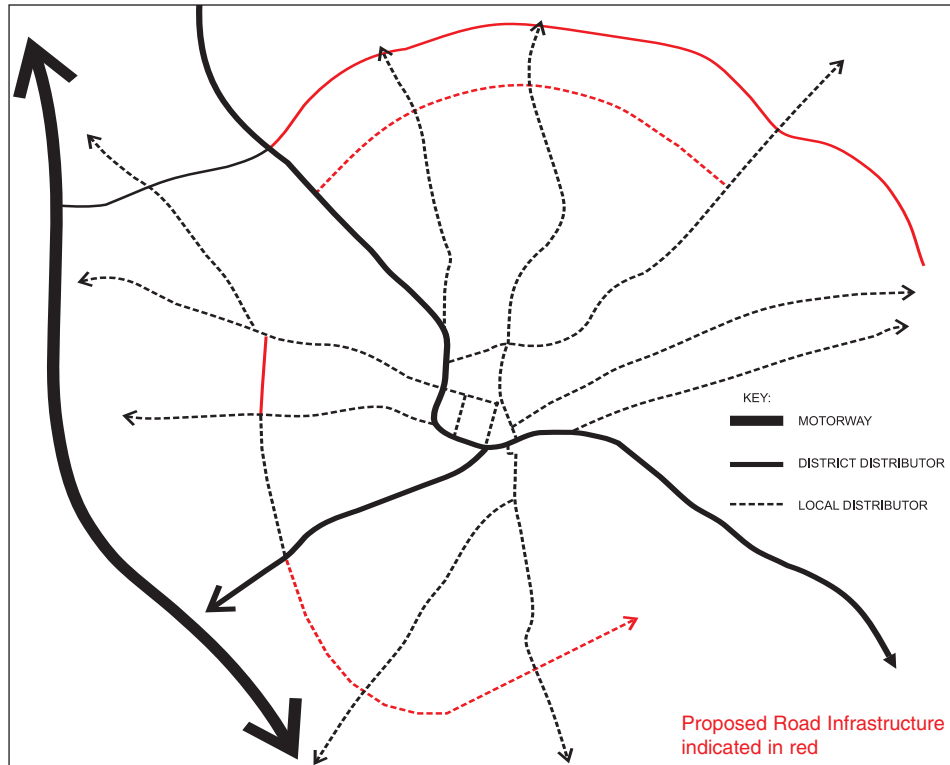 KEY:
MOTORWAY
DISTRICT DISTRIBUTOR
LOCAL DISTRIBUTOR
Proposed Road Infrastructure
indicated in red